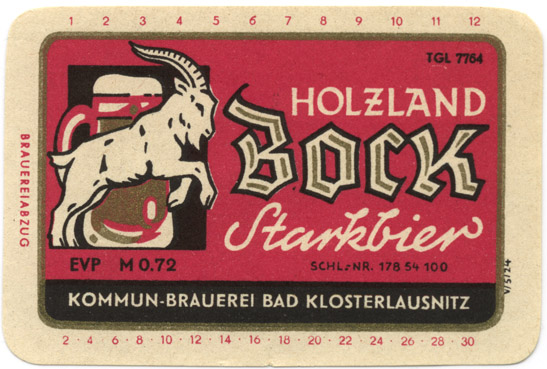 1 2 3 4 5 6 7 8 9 10 11 12
TGL 7764
HOLZLAND
BOCK
Starkbier
EVP M 0.72
SCHL.-NR. 178 54 100
KOMMUN-BRAUEREI BAD KLOSTERLAUSNITZ
2 · 4 · 6 · 8 · 10 · 12 · 14 · 16 · 18 · 20 · 22 · 24 · 26 · 28 · 30
BRAUEREIABZUG
V/5/24